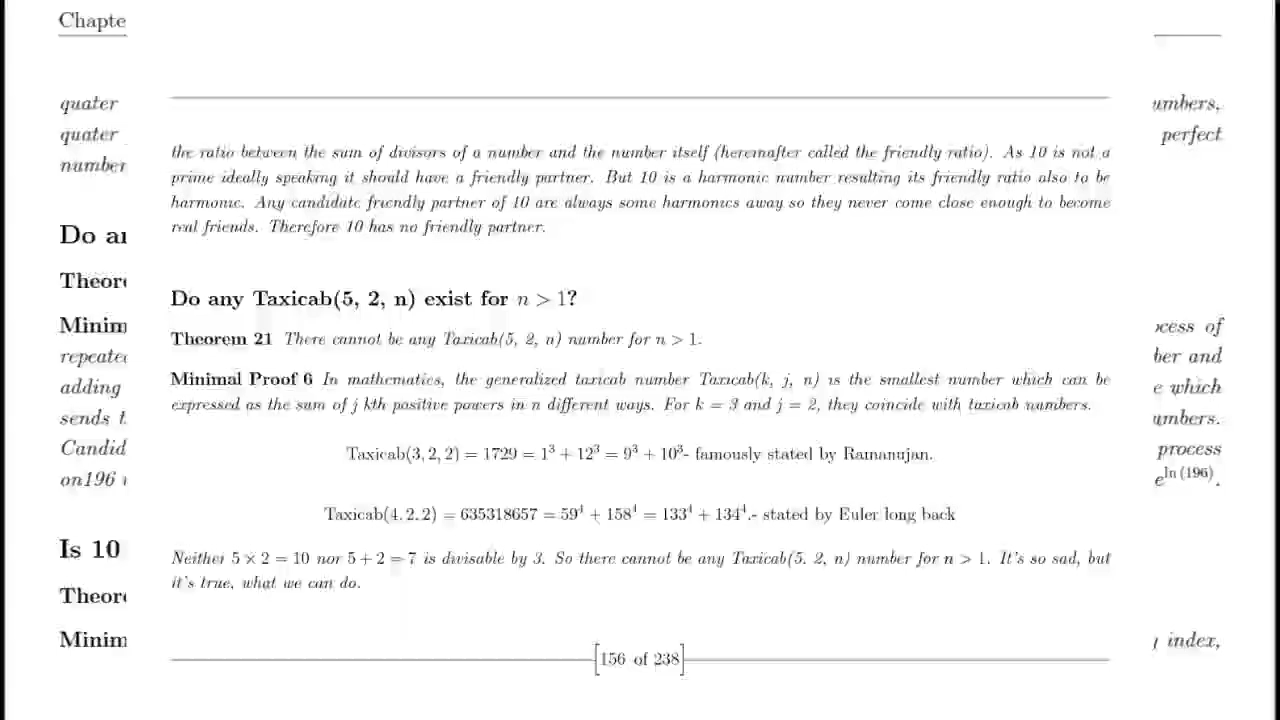 Chapte
quater umbers,
quater perfect
number
the ratio between the sum of divisors of a number and the number itself (hereinafter called the friendly ratio). As 10 is not a
prime ideally speaking it should have a friendly partner. But 10 is a harmonic number resulting its friendly ratio also to be
harmonic. Any candidate friendly partner of 10 are always some harmonics away so they never come close enough to become
real friends. Therefore 10 has no friendly partner.
Do ar
Theore
Do any Taxicab(5, 2, n) exist for n > 1?
Minim ocess of
Theorem 21 There cannot be any Taxicab(5, 2, n) number for n > 1.
repeated ber and
Minimal Proof 6 In mathematics, the generalized taxicab number Taxicab(k, j, n) is the smallest number which can be
adding e which
expressed as the sum of j kth positive powers in n different ways. For k = 3 and j = 2, they coincide with taxicab numbers.
sends t umbers.
Candid process
Taxicab(3, 2, 2) = 1729 = 1³ + 12³ = 9³ + 10³- famously stated by Ramanujan.
on196 e^ln (196).
Taxicab(4, 2, 2) = 635318657 = 59⁴ + 158⁴ = 133⁴ + 134⁴.- stated by Euler long back
Is 10
Neither 5 × 2 = 10 nor 5 + 2 = 7 is divisable by 3. So there cannot be any Taxicab(5, 2, n) number for n > 1. It's so sad, but
it's true, what we can do.
Theore
Minim index,
[156 of 238]